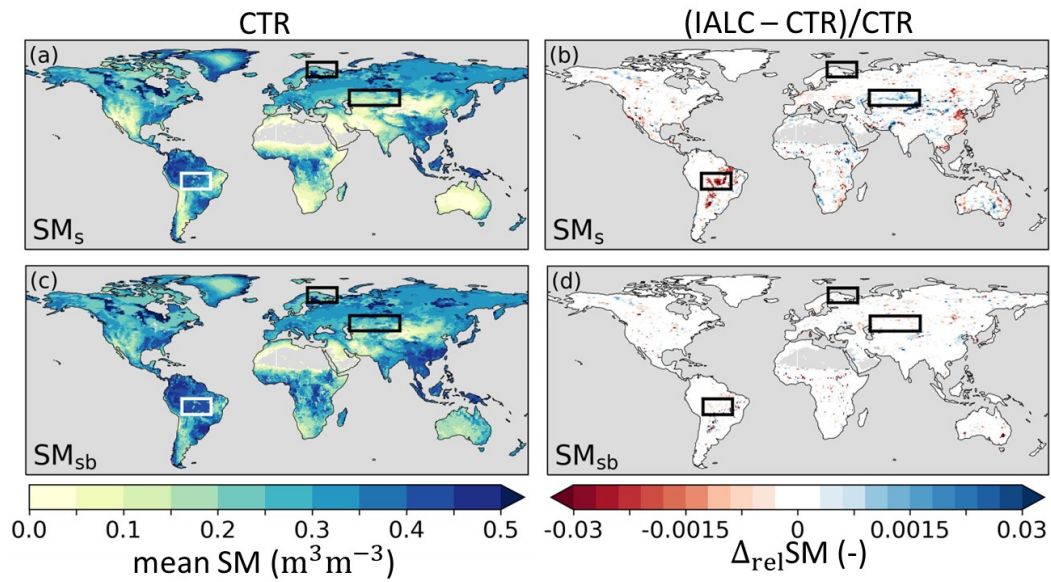 CTR (IALC – CTR)/CTR
(a) (b)
SMs SMs
(c) (d)
SMsb SMsb
0.0 0.1 0.2 0.3 0.4 0.5 -0.03 -0.0015 0 0.0015 0.03
mean SM (m³m⁻³) ΔrelSM (-)